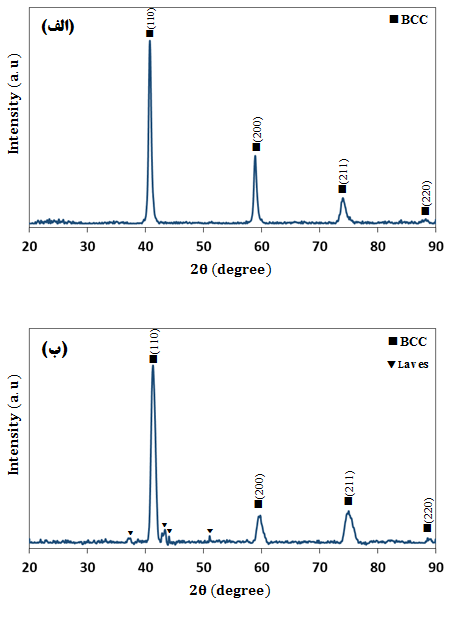 (الف)
■ BCC
(110)
(200)
(211)
(220)
Intensity (a.u)
20 30 40 50 60 70 80 90
2θ (degree)
(ب)
■ BCC
▼ Laves
(110)
(200)
(211)
(220)
Intensity (a.u)
20 30 40 50 60 70 80 90
2θ (degree)